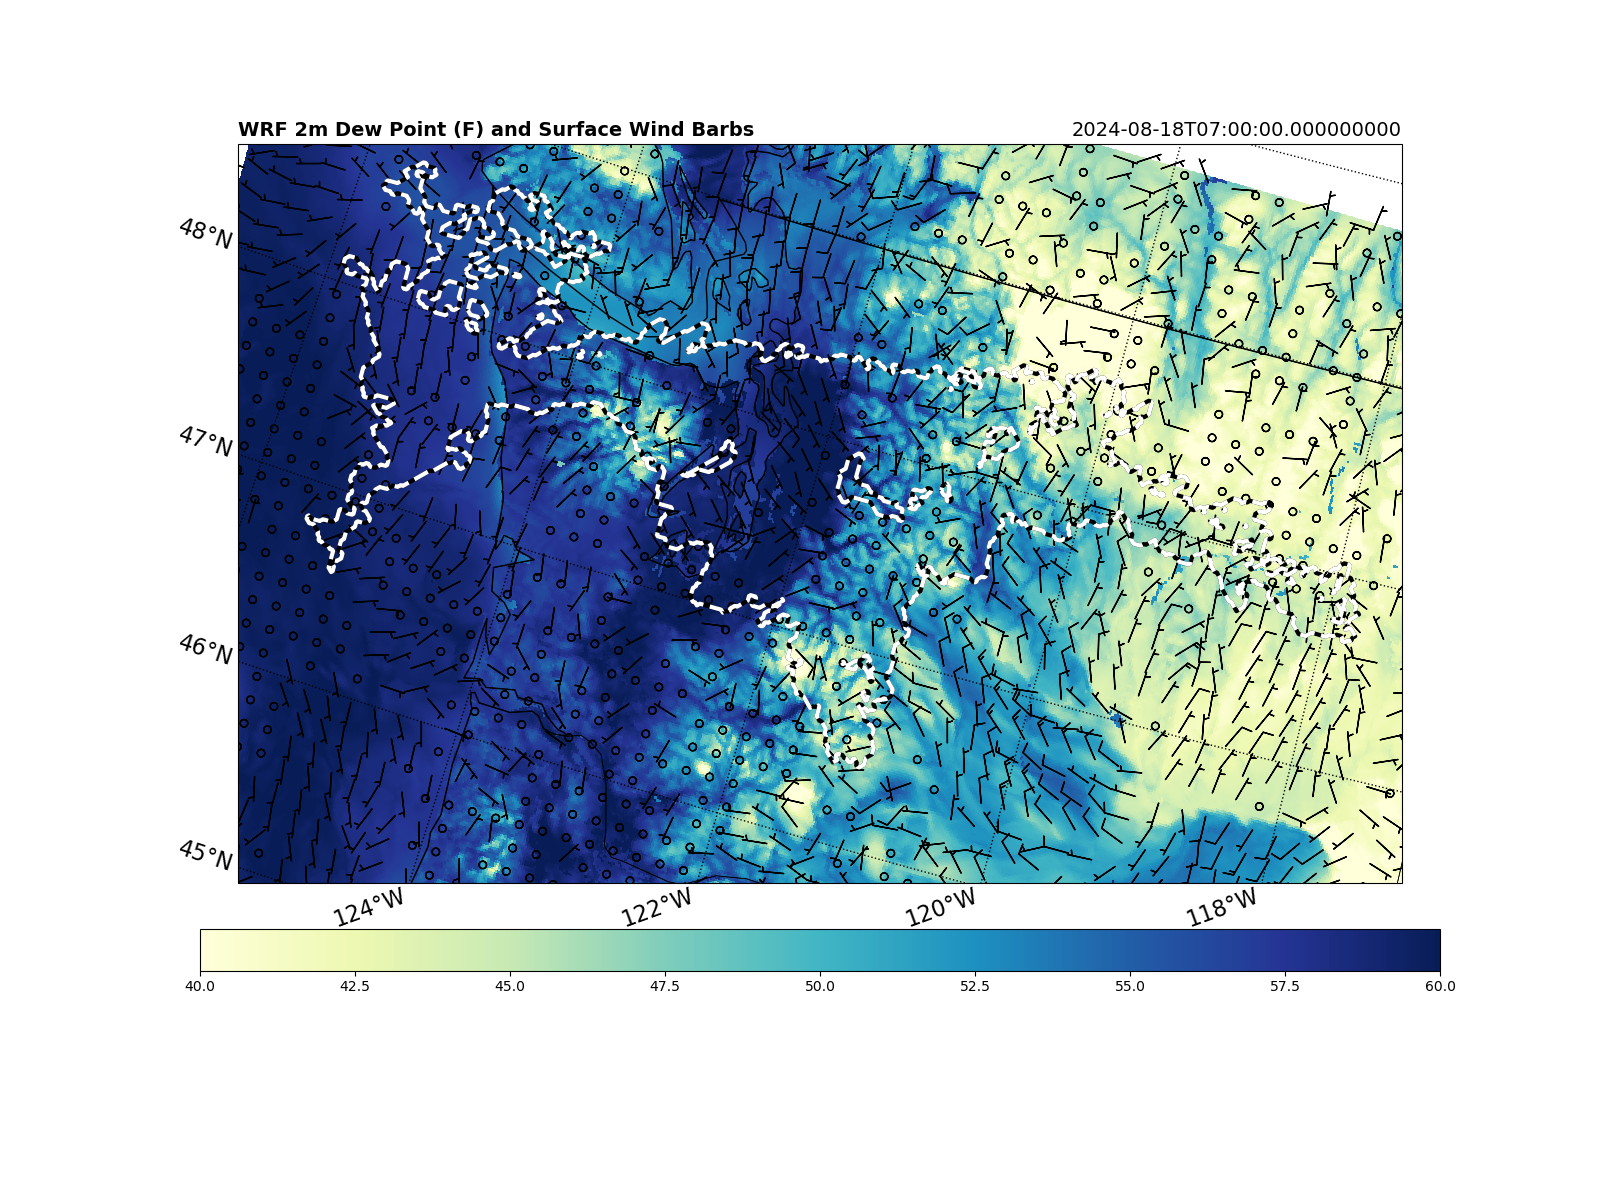 WRF 2m Dew Point (F) and Surface Wind Barbs
2024-08-18T07:00:00.000000000
48°N
47°N
46°N
45°N
124°W
122°W
120°W
118°W
40.0
42.5
45.0
47.5
50.0
52.5
55.0
57.5
60.0